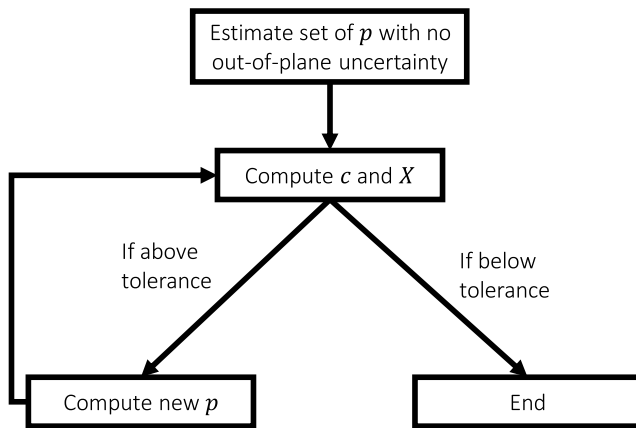 Estimate set of p with no
out-of-plane uncertainty
Compute c and X
If above
tolerance
If below
tolerance
Compute new p
End